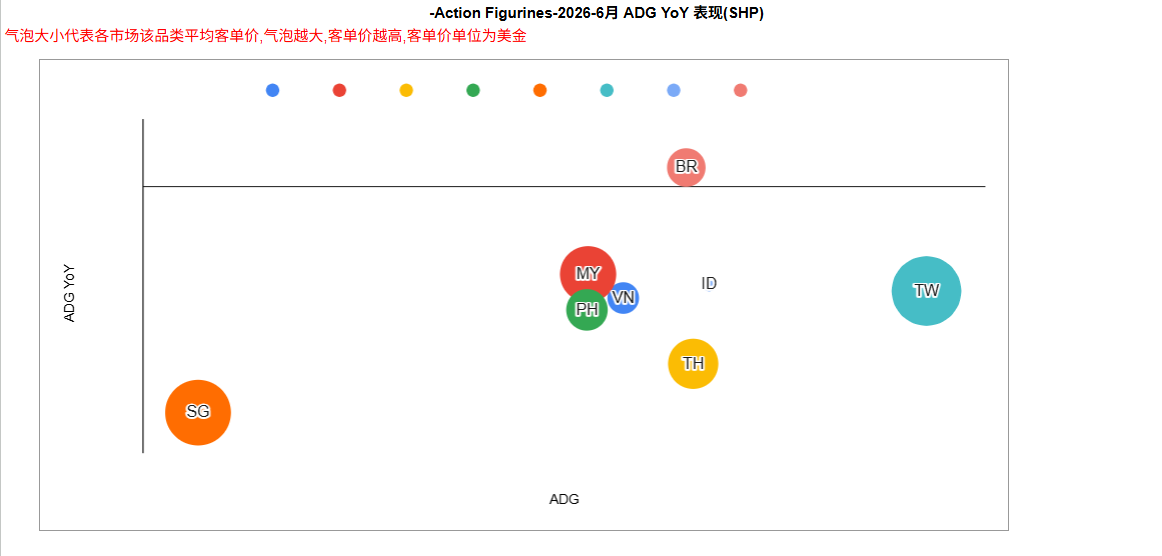 -Action Figurines-2026-6月 ADG YoY 表现(SHP)
气泡大小代表各市场该品类平均客单价,气泡越大,客单价越高,客单价单位为美金
BR
MY
ID
TW
VN
PH
TH
SG
ADG YoY
ADG